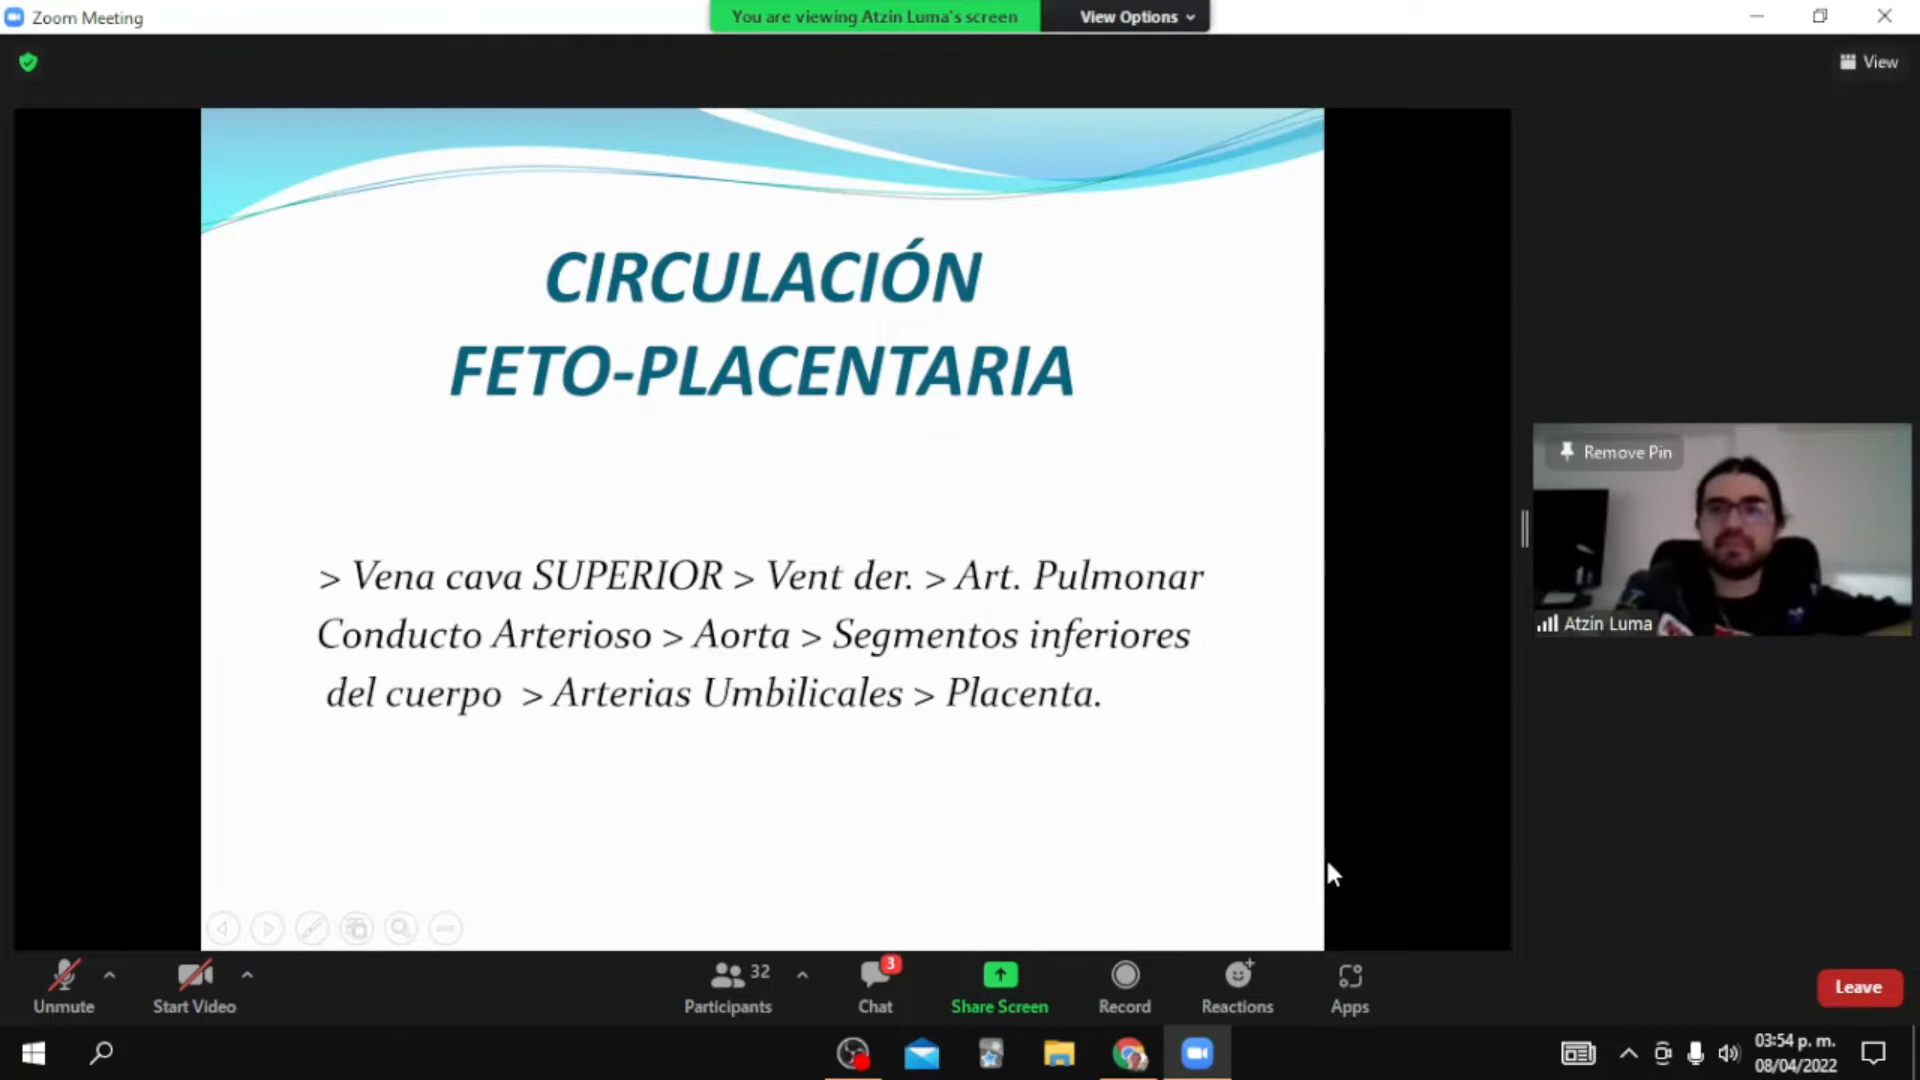 Zoom Meeting
You are viewing Atzin Luma's screen
View Options
View
CIRCULACIÓN
FETO-PLACENTARIA
> Vena cava SUPERIOR > Vent der. > Art. Pulmonar
Conducto Arterioso > Aorta > Segmentos inferiores
del cuerpo > Arterias Umbilicales > Placenta.
Remove Pin
Atzin Luma
Unmute
Start Video
32
Participants
3
Chat
Share Screen
Record
Reactions
Apps
Leave
03:54 p. m.
08/04/2022